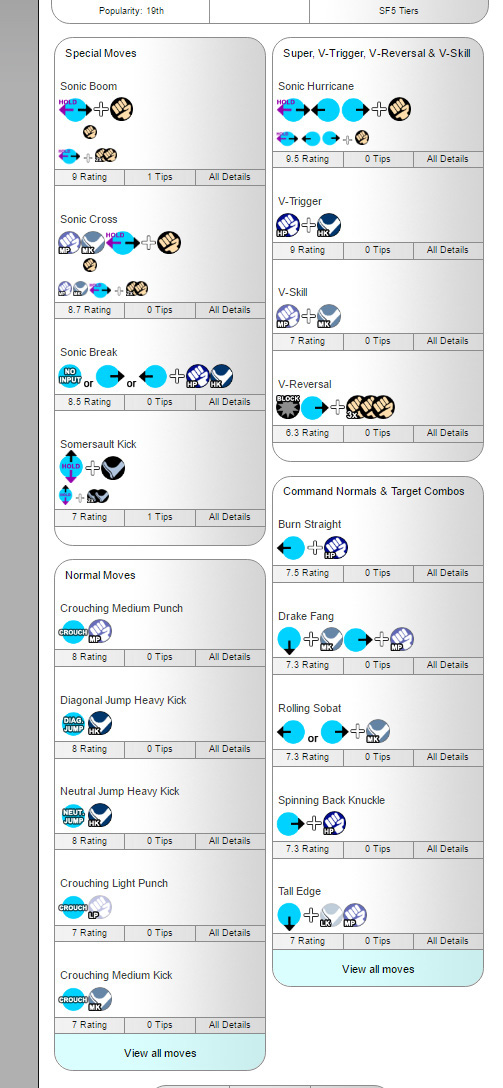 Popularity: 19th
SF5 Tiers
Special Moves
Sonic Boom
HOLD
9 Rating 1 Tips All Details
Sonic Cross
MP MK HOLD
8.7 Rating 0 Tips All Details
Sonic Break
NO INPUT or or HP HK
8.5 Rating 0 Tips All Details
Somersault Kick
HOLD
7 Rating 1 Tips All Details
Normal Moves
Crouching Medium Punch
CROUCH MP
8 Rating 0 Tips All Details
Diagonal Jump Heavy Kick
DIAG. JUMP HK
8 Rating 0 Tips All Details
Neutral Jump Heavy Kick
NEUT. JUMP HK
8 Rating 0 Tips All Details
Crouching Light Punch
CROUCH LP
7 Rating 0 Tips All Details
Crouching Medium Kick
CROUCH MK
7 Rating 0 Tips All Details
View all moves
Super, V-Trigger, V-Reversal & V-Skill
Sonic Hurricane
HOLD
9.5 Rating 0 Tips All Details
V-Trigger
HP HK
9 Rating 0 Tips All Details
V-Skill
MP MK
7 Rating 0 Tips All Details
V-Reversal
BLOCK 3X
6.3 Rating 0 Tips All Details
Command Normals & Target Combos
Burn Straight
HP
7.5 Rating 0 Tips All Details
Drake Fang
MK MP
7.3 Rating 0 Tips All Details
Rolling Sobat
or MK
7.3 Rating 0 Tips All Details
Spinning Back Knuckle
HP
7.3 Rating 0 Tips All Details
Tall Edge
LK MP
7 Rating 0 Tips All Details
View all moves